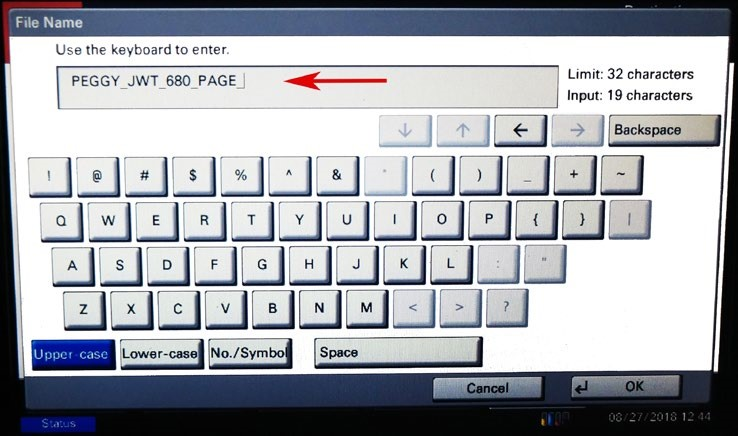 File Name
Use the keyboard to enter.
PEGGY_JWT_680_PAGE_
Limit: 32 characters
Input: 19 characters
↓ ↑ ← → Backspace
! @ # $ % ^ & * ( ) _ + ~
Q W E R T Y U I O P { } |
A S D F G H J K L : "
Z X C V B N M < > ?
Upper-case Lower-case No./Symbol Space
Cancel ↵ OK
Status 08/27/2018 12:44